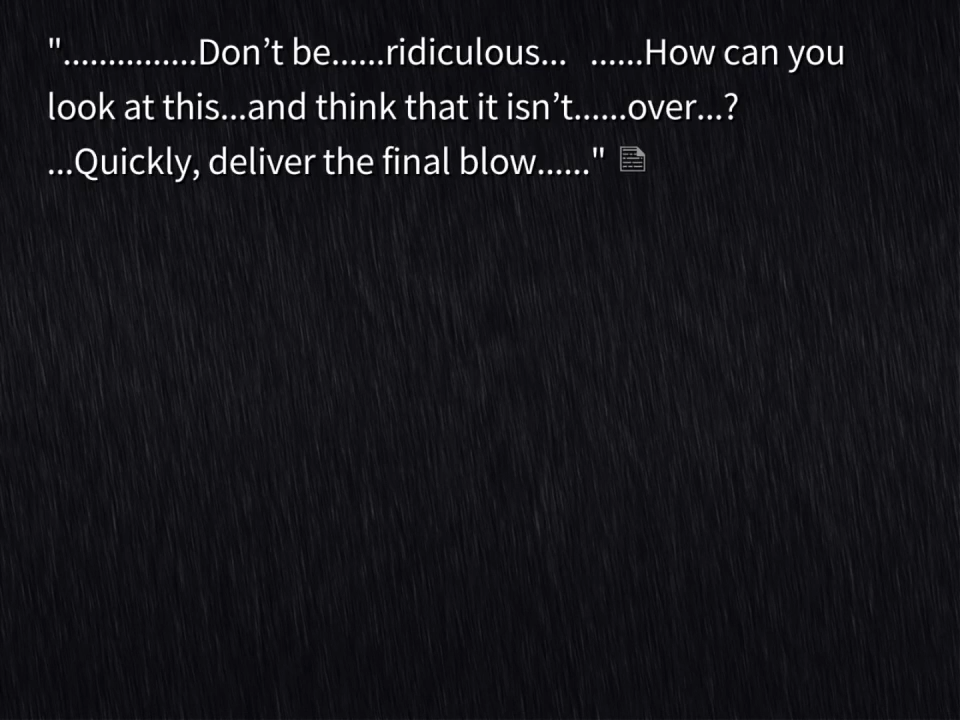 "...............Don’t be......ridiculous...   ......How can you
look at this...and think that it isn’t......over...?
...Quickly, deliver the final blow......"